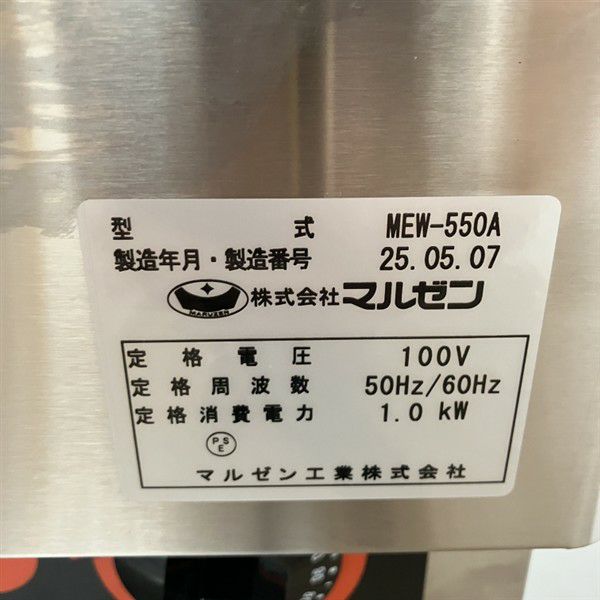 型 式 MEW-550A
製造年月・製造番号 25.05.07
MARUZEN 株式会社マルゼン
定格電圧 100V
定格周波数 50Hz/60Hz
定格消費電力 1.0 kW
PSE
マルゼン工業株式会社